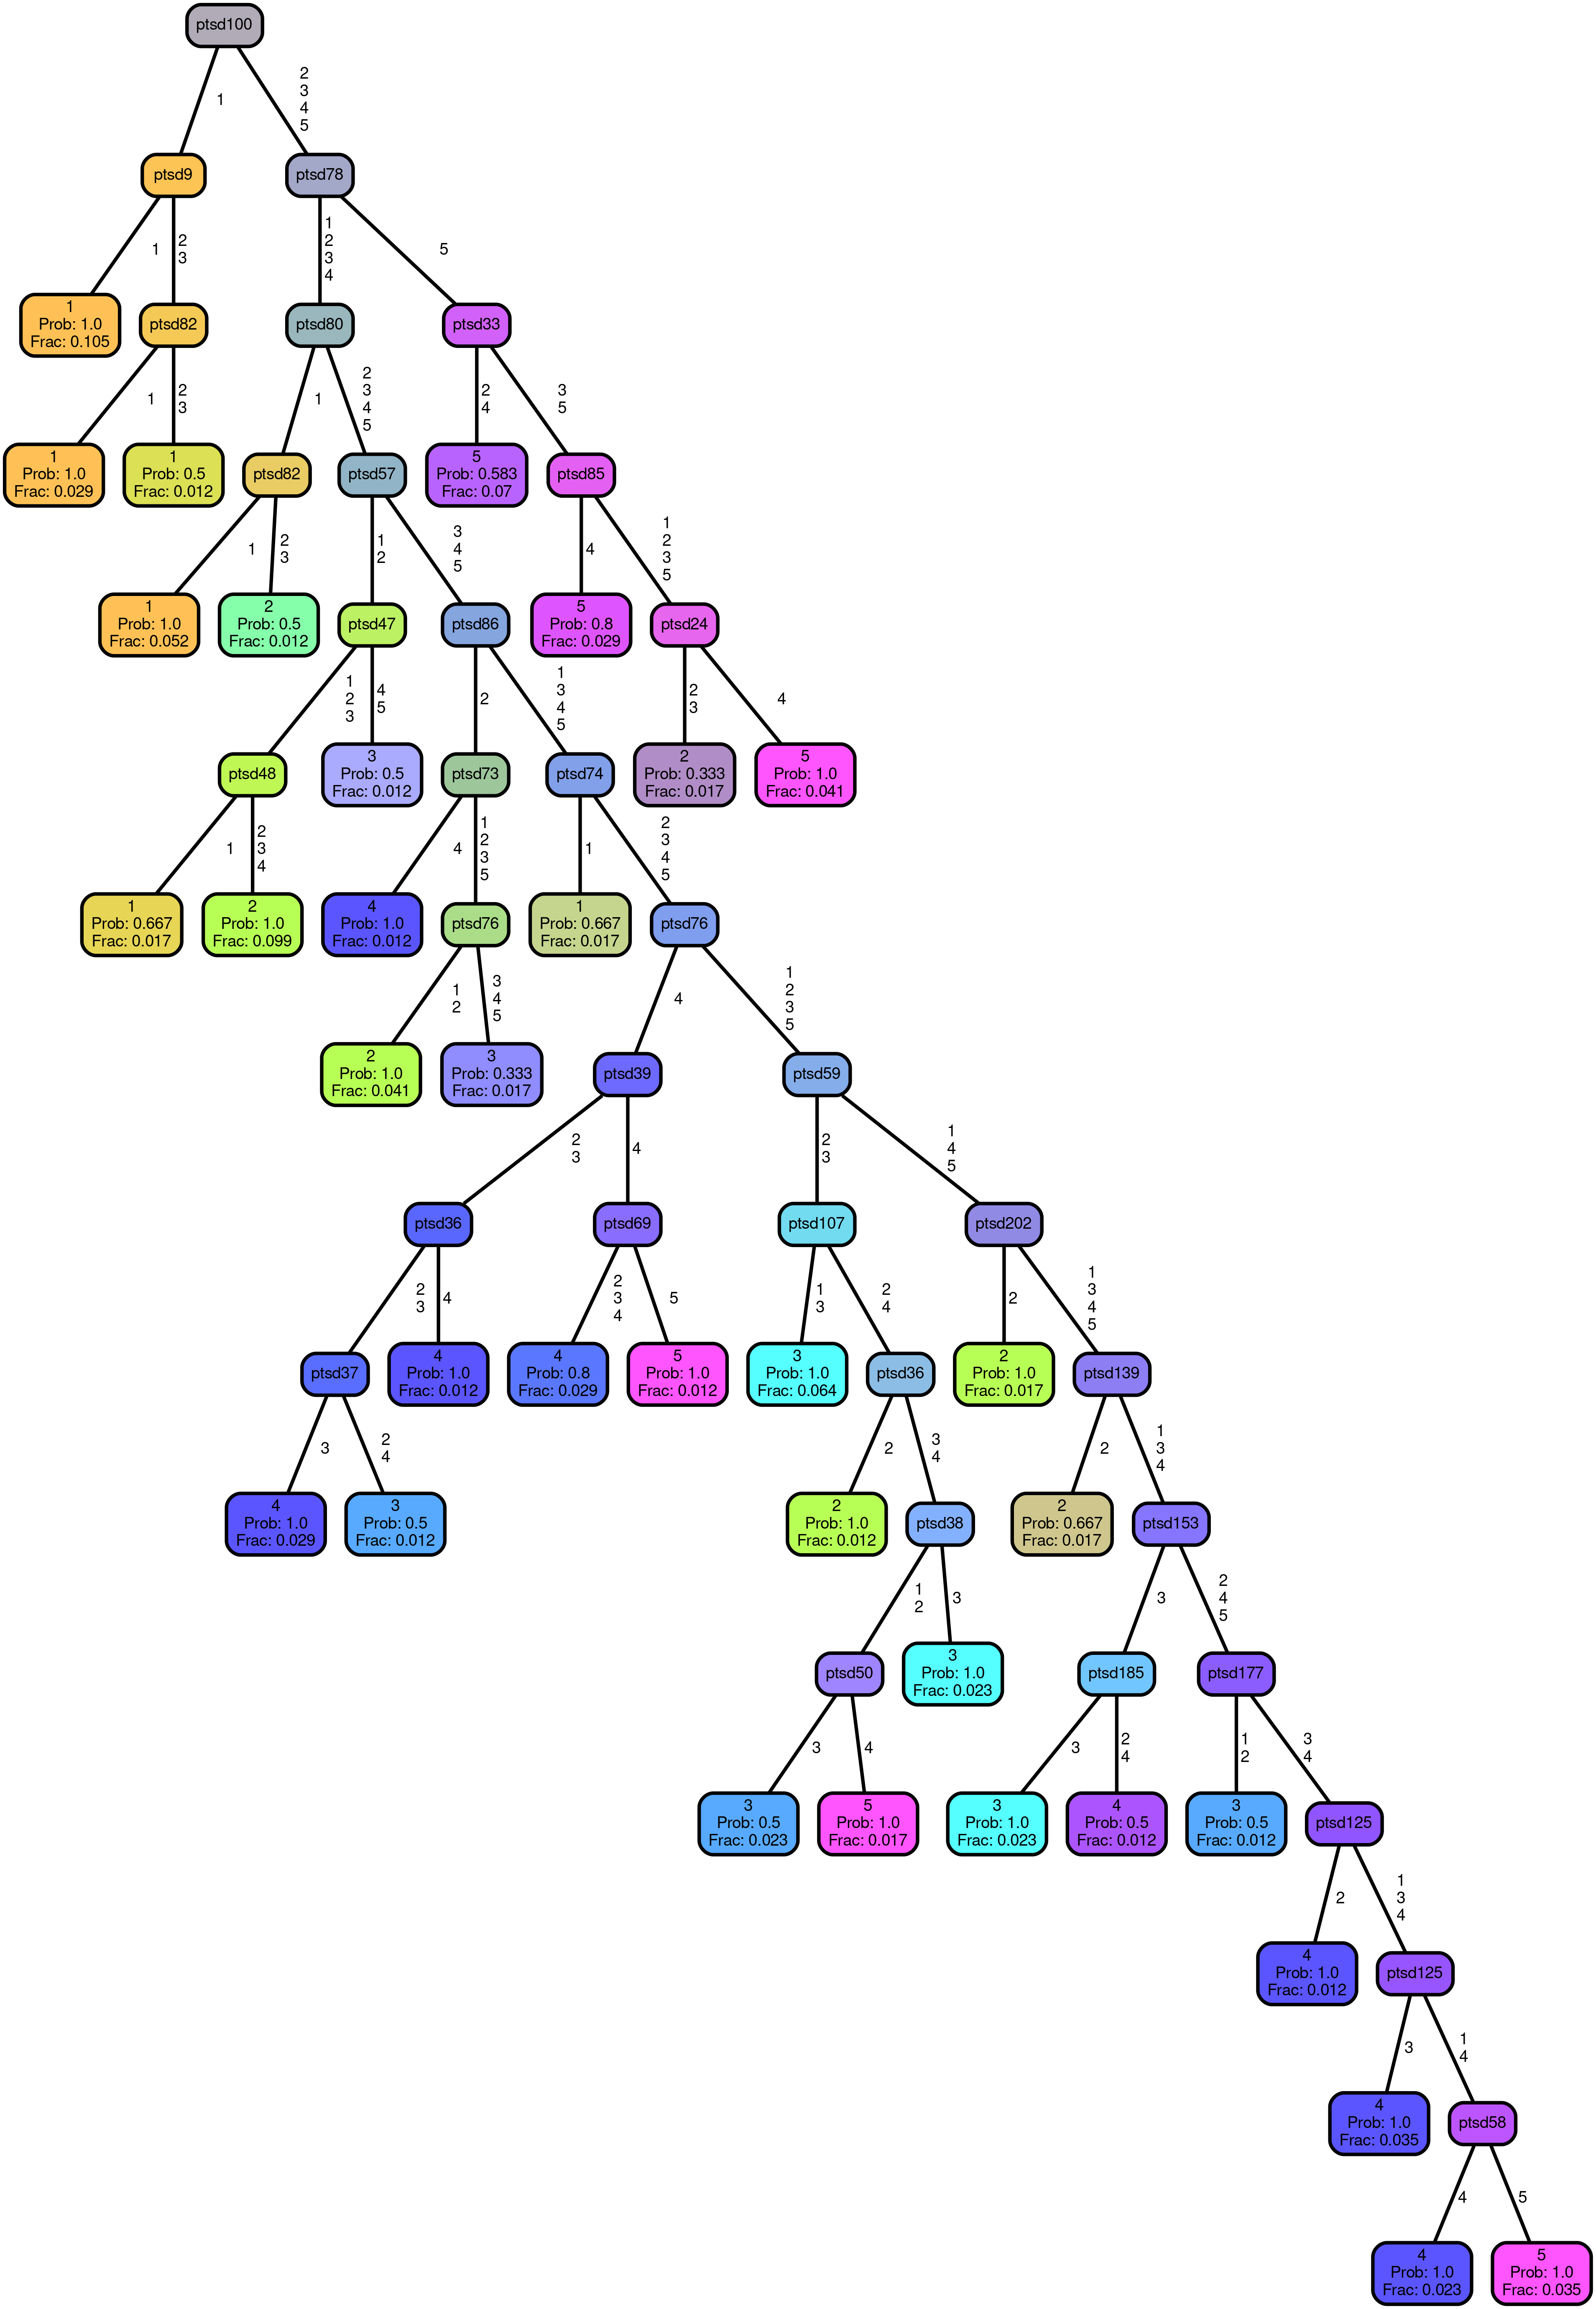 ptsd100
1
2
3
4
5
ptsd9
ptsd78
1
2
3
1
2
3
4
5
1
Prob: 1.0
Frac: 0.105
ptsd82
ptsd80
ptsd33
1
2
3
1
2
3
4
5
2
4
3
5
1
Prob: 1.0
Frac: 0.029
1
Prob: 0.5
Frac: 0.012
ptsd82
ptsd57
5
Prob: 0.583
Frac: 0.07
ptsd85
1
2
3
1
2
3
4
5
4
1
2
3
5
1
Prob: 1.0
Frac: 0.052
2
Prob: 0.5
Frac: 0.012
ptsd47
ptsd86
5
Prob: 0.8
Frac: 0.029
ptsd24
1
2
3
4
5
2
1
3
4
5
2
3
4
ptsd48
3
Prob: 0.5
Frac: 0.012
ptsd73
ptsd74
2
Prob: 0.333
Frac: 0.017
5
Prob: 1.0
Frac: 0.041
1
2
3
4
4
1
2
3
5
1
2
3
4
5
1
Prob: 0.667
Frac: 0.017
2
Prob: 1.0
Frac: 0.099
4
Prob: 1.0
Frac: 0.012
ptsd76
1
Prob: 0.667
Frac: 0.017
ptsd76
1
2
3
4
5
4
1
2
3
5
2
Prob: 1.0
Frac: 0.041
3
Prob: 0.333
Frac: 0.017
ptsd39
ptsd59
2
3
4
2
3
1
4
5
ptsd36
ptsd69
ptsd107
ptsd202
2
3
4
2
3
4
5
1
3
2
4
2
1
3
4
5
ptsd37
4
Prob: 1.0
Frac: 0.012
4
Prob: 0.8
Frac: 0.029
5
Prob: 1.0
Frac: 0.012
3
Prob: 1.0
Frac: 0.064
ptsd36
2
Prob: 1.0
Frac: 0.017
ptsd139
3
2
4
2
3
4
2
1
3
4
4
Prob: 1.0
Frac: 0.029
3
Prob: 0.5
Frac: 0.012
2
Prob: 1.0
Frac: 0.012
ptsd38
2
Prob: 0.667
Frac: 0.017
ptsd153
1
2
3
3
2
4
5
ptsd50
3
Prob: 1.0
Frac: 0.023
ptsd185
ptsd177
3
4
3
2
4
1
2
3
4
3
Prob: 0.5
Frac: 0.023
5
Prob: 1.0
Frac: 0.017
3
Prob: 1.0
Frac: 0.023
4
Prob: 0.5
Frac: 0.012
3
Prob: 0.5
Frac: 0.012
ptsd125
2
1
3
4
4
Prob: 1.0
Frac: 0.012
ptsd125
3
1
4
4
Prob: 1.0
Frac: 0.035
ptsd58
4
5
4
Prob: 1.0
Frac: 0.023
5
Prob: 1.0
Frac: 0.035